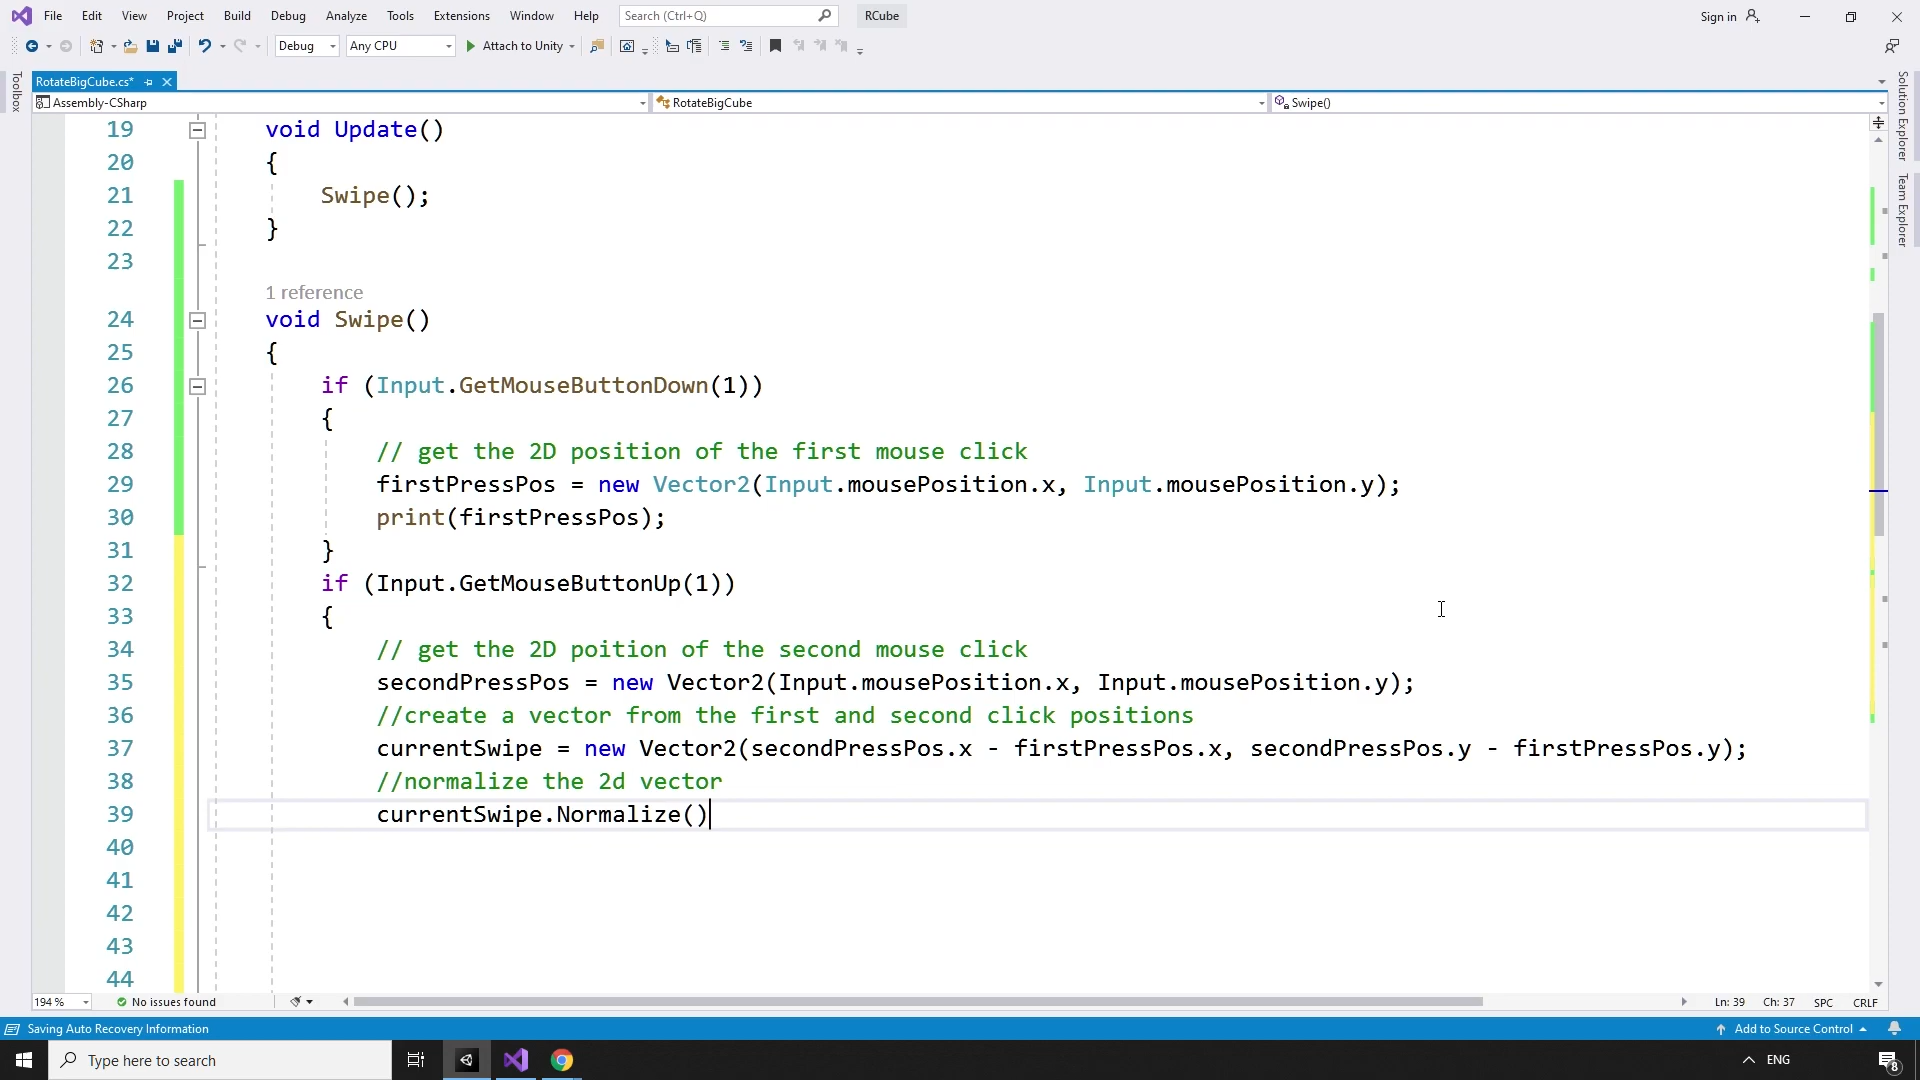 File Edit View Project Build Debug Analyze Tools Extensions Window Help Search (Ctrl+Q) RCube Sign in
Debug Any CPU Attach to Unity
RotateBigCube.cs*
Assembly-CSharp RotateBigCube Swipe()
Toolbox
Solution Explorer
Team Explorer
19 void Update()
20 {
21 Swipe();
22 }
23
1 reference
24 void Swipe()
25 {
26 if (Input.GetMouseButtonDown(1))
27 {
28 // get the 2D position of the first mouse click
29 firstPressPos = new Vector2(Input.mousePosition.x, Input.mousePosition.y);
30 print(firstPressPos);
31 }
32 if (Input.GetMouseButtonUp(1))
33 {
34 // get the 2D poition of the second mouse click
35 secondPressPos = new Vector2(Input.mousePosition.x, Input.mousePosition.y);
36 //create a vector from the first and second click positions
37 currentSwipe = new Vector2(secondPressPos.x - firstPressPos.x, secondPressPos.y - firstPressPos.y);
38 //normalize the 2d vector
39 currentSwipe.Normalize()
40
41
42
43
44
194 % No issues found Ln: 39 Ch: 37 SPC CRLF
Saving Auto Recovery Information Add to Source Control
Type here to search ENG 8